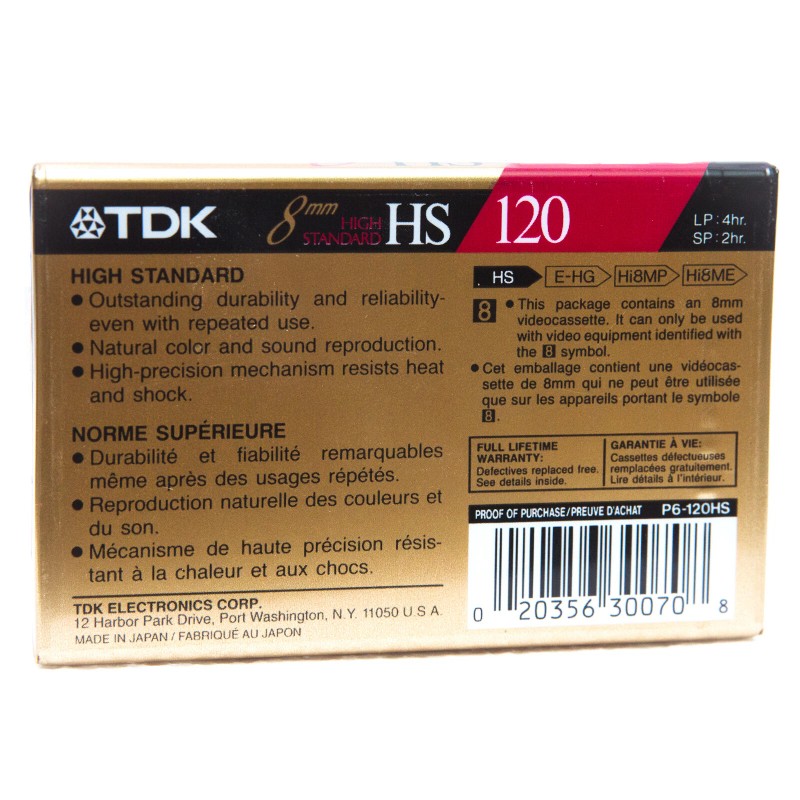 TDK
8mm HIGH STANDARD HS
120
LP : 4hr.
SP : 2hr.
HIGH STANDARD
● Outstanding durability and reliability-
even with repeated use.
● Natural color and sound reproduction.
● High-precision mechanism resists heat
and shock.
NORME SUPÉRIEURE
● Durabilité et fiabilité remarquables
même après des usages répétés.
● Reproduction naturelle des couleurs et
du son.
● Mécanisme de haute précision résis-
tant à la chaleur et aux chocs.
TDK ELECTRONICS CORP.
12 Harbor Park Drive, Port Washington, N.Y. 11050 U.S.A.
MADE IN JAPAN / FABRIQUÉ AU JAPON
HS E-HG Hi8MP Hi8ME
8 ● This package contains an 8mm
videocassette. It can only be used
with video equipment identified with
the 8 symbol.
● Cet emballage contient une vidéocas-
sette de 8mm qui ne peut être utilisée
que sur les appareils portant le symbole
8.
FULL LIFETIME
WARRANTY:
Defectives replaced free.
See details inside.
GARANTIE À VIE:
Cassettes défectueuses
remplacées gratuitement.
Lire détails à l'intérieur.
PROOF OF PURCHASE/PREUVE D'ACHAT P6-120HS
0 20356 30070 8